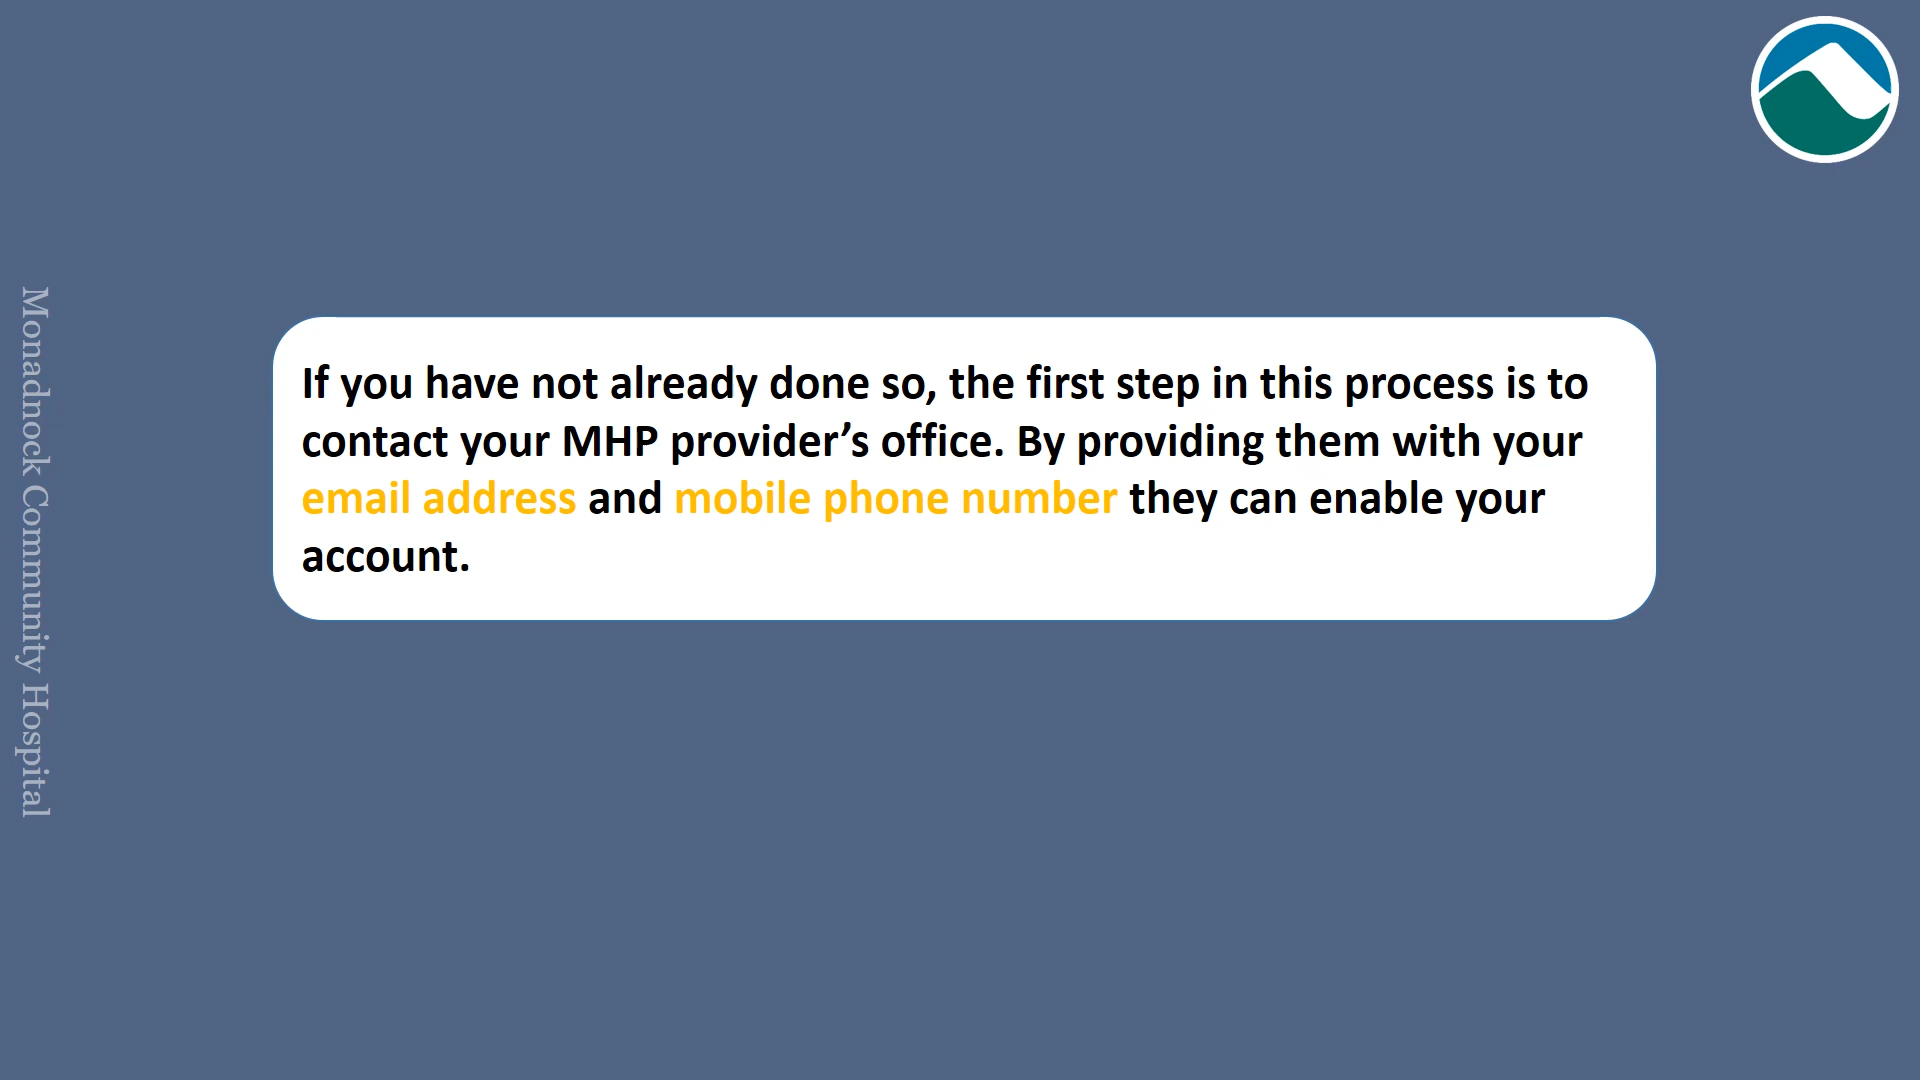 Monadnock Community Hospital
If you have not already done so, the first step in this process is to
contact your MHP provider’s office. By providing them with your
email address and mobile phone number they can enable your
account.